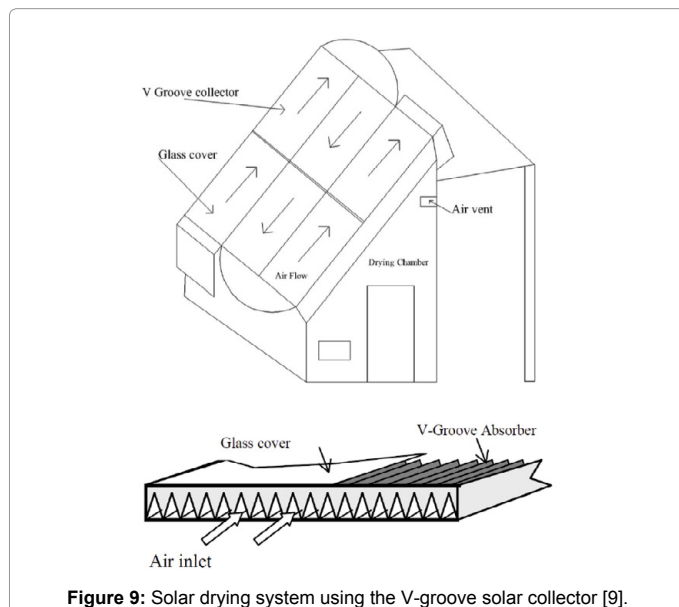 V Groove collector
Glass cover
Air vent
Drying Chamber
Air Flow
Glass cover
V-Groove Absorber
Air inlet
Figure 9: Solar drying system using the V-groove solar collector [9].